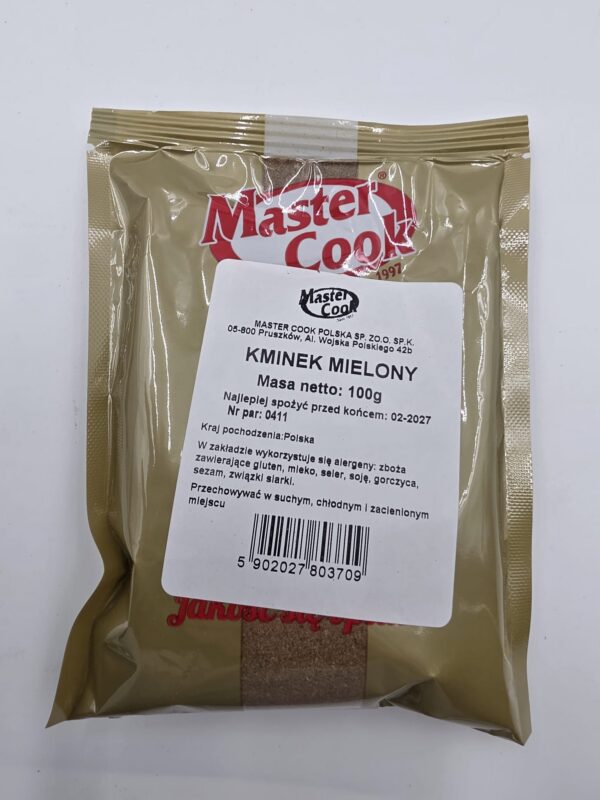 Master
Cook
®
1997
Master
Cook
MASTER COOK POLSKA SP. ZO.O. SP.K.
05-800 Pruszków, Al. Wojska Polskiego 42b
KMINEK MIELONY
Masa netto: 100g
Najlepiej spożyć przed końcem: 02-2027
Nr par: 0411
Kraj pochodzenia:Polska
W zakładzie wykorzystuje się alergeny: zboża
zawierające gluten, mleko, seler, soję, gorczyca,
sezam, związki siarki.
Przechowywać w suchym, chłodnym i zacienionym
miejscu
5 902027 803709
Jakość się